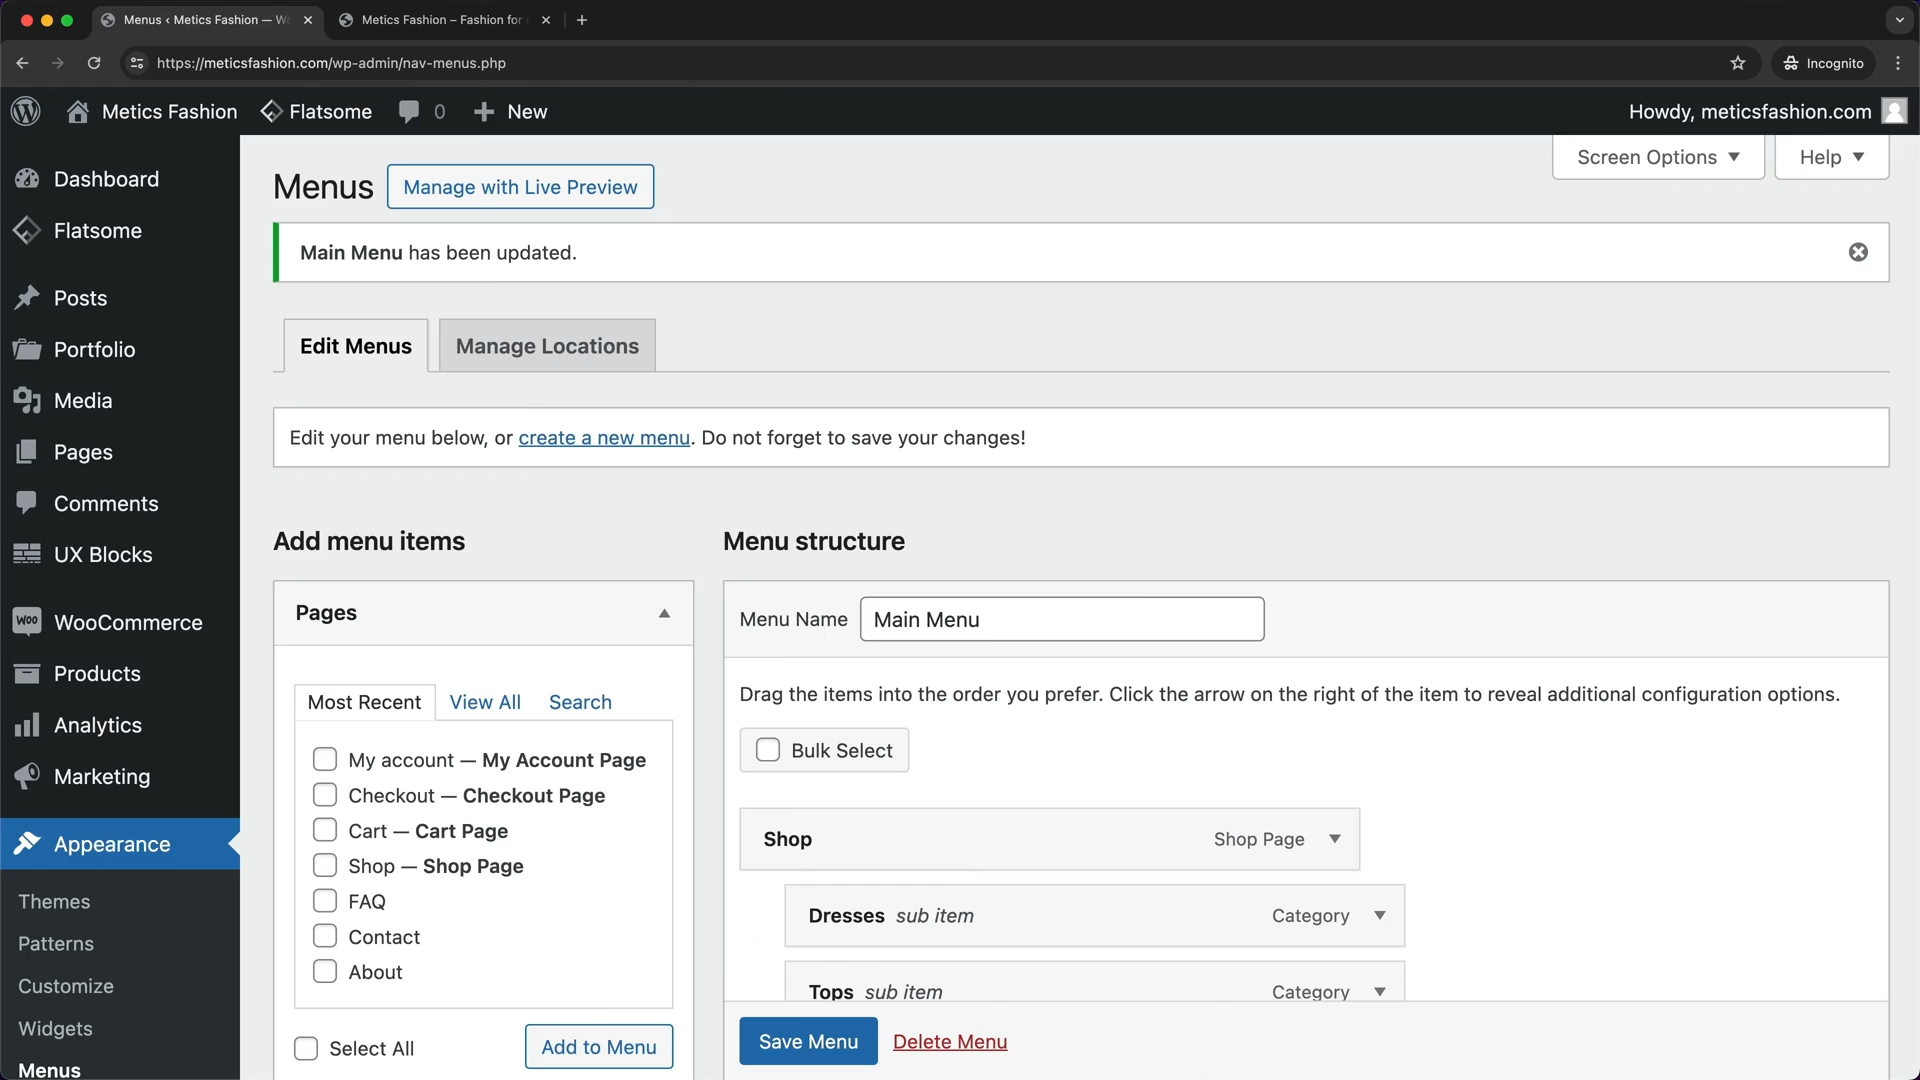 Menus ‹ Metics Fashion — W
Metics Fashion – Fashion for
https://meticsfashion.com/wp-admin/nav-menus.php
Incognito
Metics Fashion
Flatsome
0
New
Howdy, meticsfashion.com
Dashboard
Flatsome
Posts
Portfolio
Media
Pages
Comments
UX Blocks
WOO
WooCommerce
Products
Analytics
Marketing
Appearance
Themes
Patterns
Customize
Widgets
Menus
Screen Options
Help
Menus
Manage with Live Preview
Main Menu has been updated.
Edit Menus
Manage Locations
Edit your menu below, or create a new menu. Do not forget to save your changes!
Add menu items
Pages
Most Recent
View All
Search
My account — My Account Page
Checkout — Checkout Page
Cart — Cart Page
Shop — Shop Page
FAQ
Contact
About
Select All
Add to Menu
Menu structure
Menu Name
Main Menu
Drag the items into the order you prefer. Click the arrow on the right of the item to reveal additional configuration options.
Bulk Select
Shop
Shop Page
Dresses sub item
Category
Tops sub item
Category
Save Menu
Delete Menu